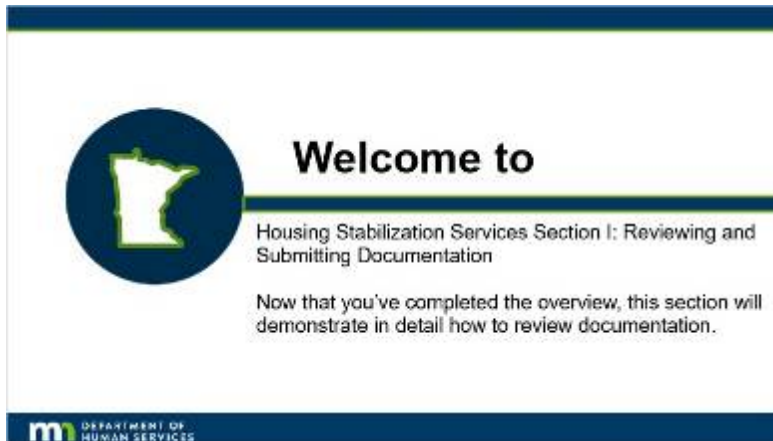 Welcome to
Housing Stabilization Services Section I: Reviewing and
Submitting Documentation
Now that you've completed the overview, this section will
demonstrate in detail how to review documentation.
mn DEPARTMENT OF
HUMAN SERVICES